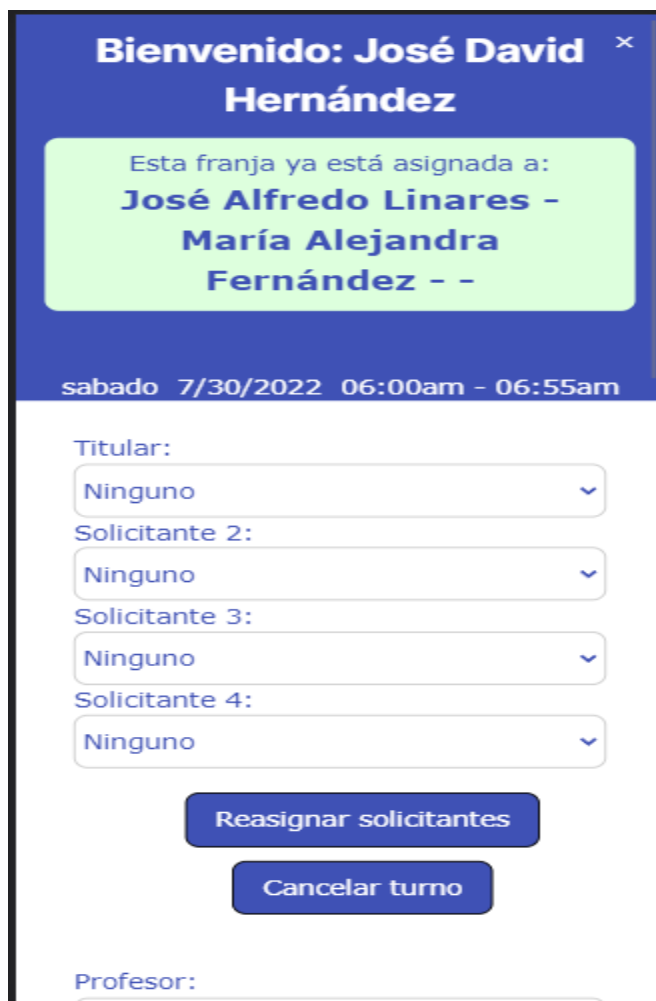 Bienvenido: José David
Hernández
×
Esta franja ya está asignada a:
José Alfredo Linares -
María Alejandra
Fernández - -
sabado 7/30/2022 06:00am - 06:55am
Titular:
Ninguno
Solicitante 2:
Ninguno
Solicitante 3:
Ninguno
Solicitante 4:
Ninguno
Reasignar solicitantes
Cancelar turno
Profesor: